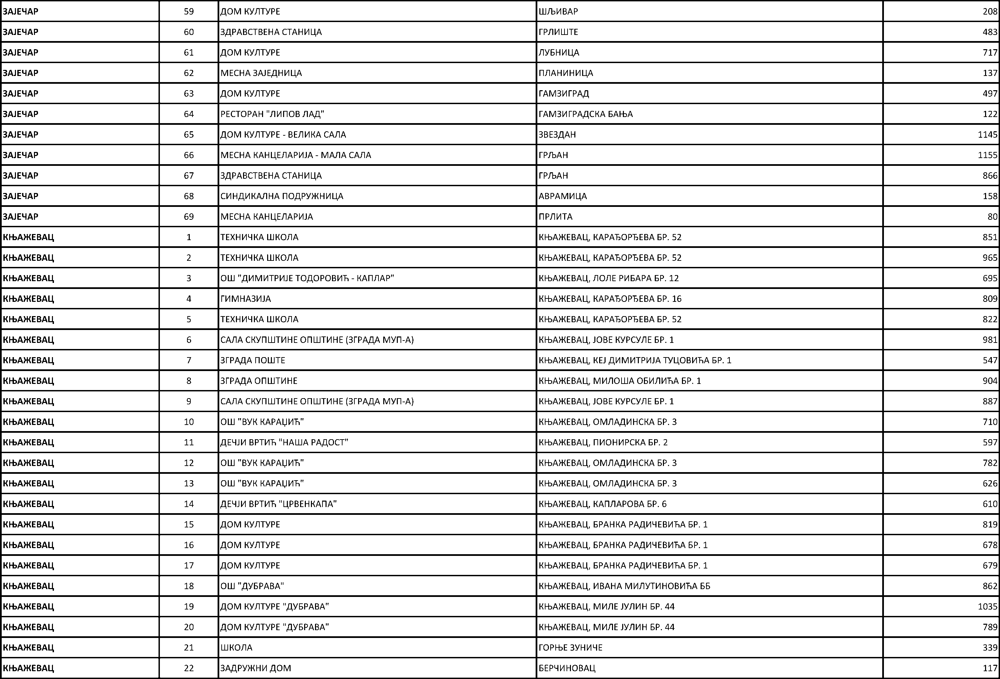 ЗАЈЕЧАР 59 ДОМ КУЛТУРЕ ШЉИВАР 208
ЗАЈЕЧАР 60 ЗДРАВСТВЕНА СТАНИЦА ГРЛИШТЕ 483
ЗАЈЕЧАР 61 ДОМ КУЛТУРЕ ЛУБНИЦА 717
ЗАЈЕЧАР 62 МЕСНА ЗАЈЕДНИЦА ПЛАНИНИЦА 137
ЗАЈЕЧАР 63 ДОМ КУЛТУРЕ ГАМЗИГРАД 497
ЗАЈЕЧАР 64 РЕСТОРАН "ЛИПОВ ЛАД" ГАМЗИГРАДСКА БАЊА 122
ЗАЈЕЧАР 65 ДОМ КУЛТУРЕ - ВЕЛИКА САЛА ЗВЕЗДАН 1145
ЗАЈЕЧАР 66 МЕСНА КАНЦЕЛАРИЈА - МАЛА САЛА ГРЉАН 1155
ЗАЈЕЧАР 67 ЗДРАВСТВЕНА СТАНИЦА ГРЉАН 866
ЗАЈЕЧАР 68 СИНДИКАЛНА ПОДРУЖНИЦА АВРАМИЦА 158
ЗАЈЕЧАР 69 МЕСНА КАНЦЕЛАРИЈА ПРЛИТА 80
КЊАЖЕВАЦ 1 ТЕХНИЧКА ШКОЛА КЊАЖЕВАЦ, КАРАЂОРЂЕВА БР. 52 851
КЊАЖЕВАЦ 2 ТЕХНИЧКА ШКОЛА КЊАЖЕВАЦ, КАРАЂОРЂЕВА БР. 52 965
КЊАЖЕВАЦ 3 ОШ "ДИМИТРИЈЕ ТОДОРОВИЋ - КАПЛАР" КЊАЖЕВАЦ, ЛОЛЕ РИБАРА БР. 12 695
КЊАЖЕВАЦ 4 ГИМНАЗИЈА КЊАЖЕВАЦ, КАРАЂОРЂЕВА БР. 16 809
КЊАЖЕВАЦ 5 ТЕХНИЧКА ШКОЛА КЊАЖЕВАЦ, КАРАЂОРЂЕВА БР. 52 822
КЊАЖЕВАЦ 6 САЛА СКУПШТИНЕ ОПШТИНЕ (ЗГРАДА МУП-А) КЊАЖЕВАЦ, ЈОВЕ КУРСУЛЕ БР. 1 981
КЊАЖЕВАЦ 7 ЗГРАДА ПОШТЕ КЊАЖЕВАЦ, КЕЈ ДИМИТРИЈА ТУЦОВИЋА БР. 1 547
КЊАЖЕВАЦ 8 ЗГРАДА ОПШТИНЕ КЊАЖЕВАЦ, МИЛОША ОБИЛИЋА БР. 1 904
КЊАЖЕВАЦ 9 САЛА СКУПШТИНЕ ОПШТИНЕ (ЗГРАДА МУП-А) КЊАЖЕВАЦ, ЈОВЕ КУРСУЛЕ БР. 1 887
КЊАЖЕВАЦ 10 ОШ "ВУК КАРАЏИЋ" КЊАЖЕВАЦ, ОМЛАДИНСКА БР. 3 710
КЊАЖЕВАЦ 11 ДЕЧЈИ ВРТИЋ "НАША РАДОСТ" КЊАЖЕВАЦ, ПИОНИРСКА БР. 2 597
КЊАЖЕВАЦ 12 ОШ "ВУК КАРАЏИЋ" КЊАЖЕВАЦ, ОМЛАДИНСКА БР. 3 782
КЊАЖЕВАЦ 13 ОШ "ВУК КАРАЏИЋ" КЊАЖЕВАЦ, ОМЛАДИНСКА БР. 3 626
КЊАЖЕВАЦ 14 ДЕЧЈИ ВРТИЋ "ЦРВЕНКАПА" КЊАЖЕВАЦ, КАПЛАРОВА БР. 6 610
КЊАЖЕВАЦ 15 ДОМ КУЛТУРЕ КЊАЖЕВАЦ, БРАНКА РАДИЧЕВИЋА БР. 1 819
КЊАЖЕВАЦ 16 ДОМ КУЛТУРЕ КЊАЖЕВАЦ, БРАНКА РАДИЧЕВИЋА БР. 1 678
КЊАЖЕВАЦ 17 ДОМ КУЛТУРЕ КЊАЖЕВАЦ, БРАНКА РАДИЧЕВИЋА БР. 1 679
КЊАЖЕВАЦ 18 ОШ "ДУБРАВА" КЊАЖЕВАЦ, ИВАНА МИЛУТИНОВИЋА ББ 862
КЊАЖЕВАЦ 19 ДОМ КУЛТУРЕ "ДУБРАВА" КЊАЖЕВАЦ, МИЛЕ ЈУЛИН БР. 44 1035
КЊАЖЕВАЦ 20 ДОМ КУЛТУРЕ "ДУБРАВА" КЊАЖЕВАЦ, МИЛЕ ЈУЛИН БР. 44 789
КЊАЖЕВАЦ 21 ШКОЛА ГОРЊЕ ЗУНИЧЕ 339
КЊАЖЕВАЦ 22 ЗАДРУЖНИ ДОМ БЕРЧИНОВАЦ 117